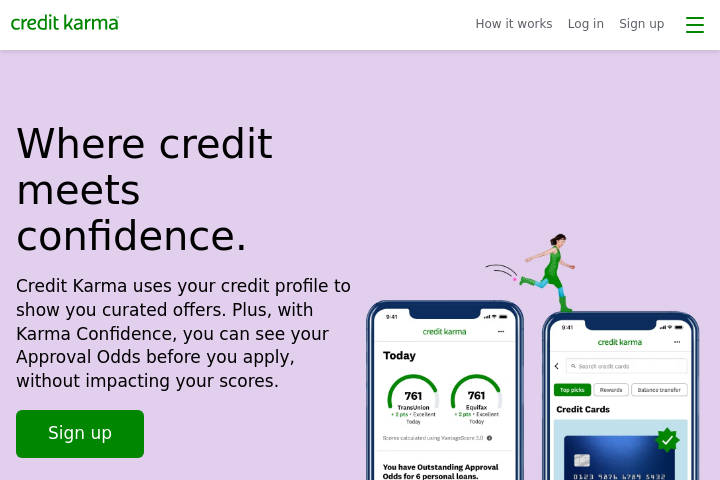 credit karma
How it works
Log in
Sign up
Where credit
meets
confidence.
Credit Karma uses your credit profile to
show you curated offers. Plus, with
Karma Confidence, you can see your
Approval Odds before you apply,
without impacting your scores.
Sign up
9:41
credit karma
Today
761
TransUnion
+ 2 pts • Excellent
Today
761
Equifax
+ 2 pts • Excellent
Today
Scores calculated using VantageScore 3.0
You have Outstanding Approval
Odds for 6 personal loans.
9:41
credit karma
Search credit cards
Top picks
Rewards
Balance transfer
Credit Cards
0123 9876 6789 5432